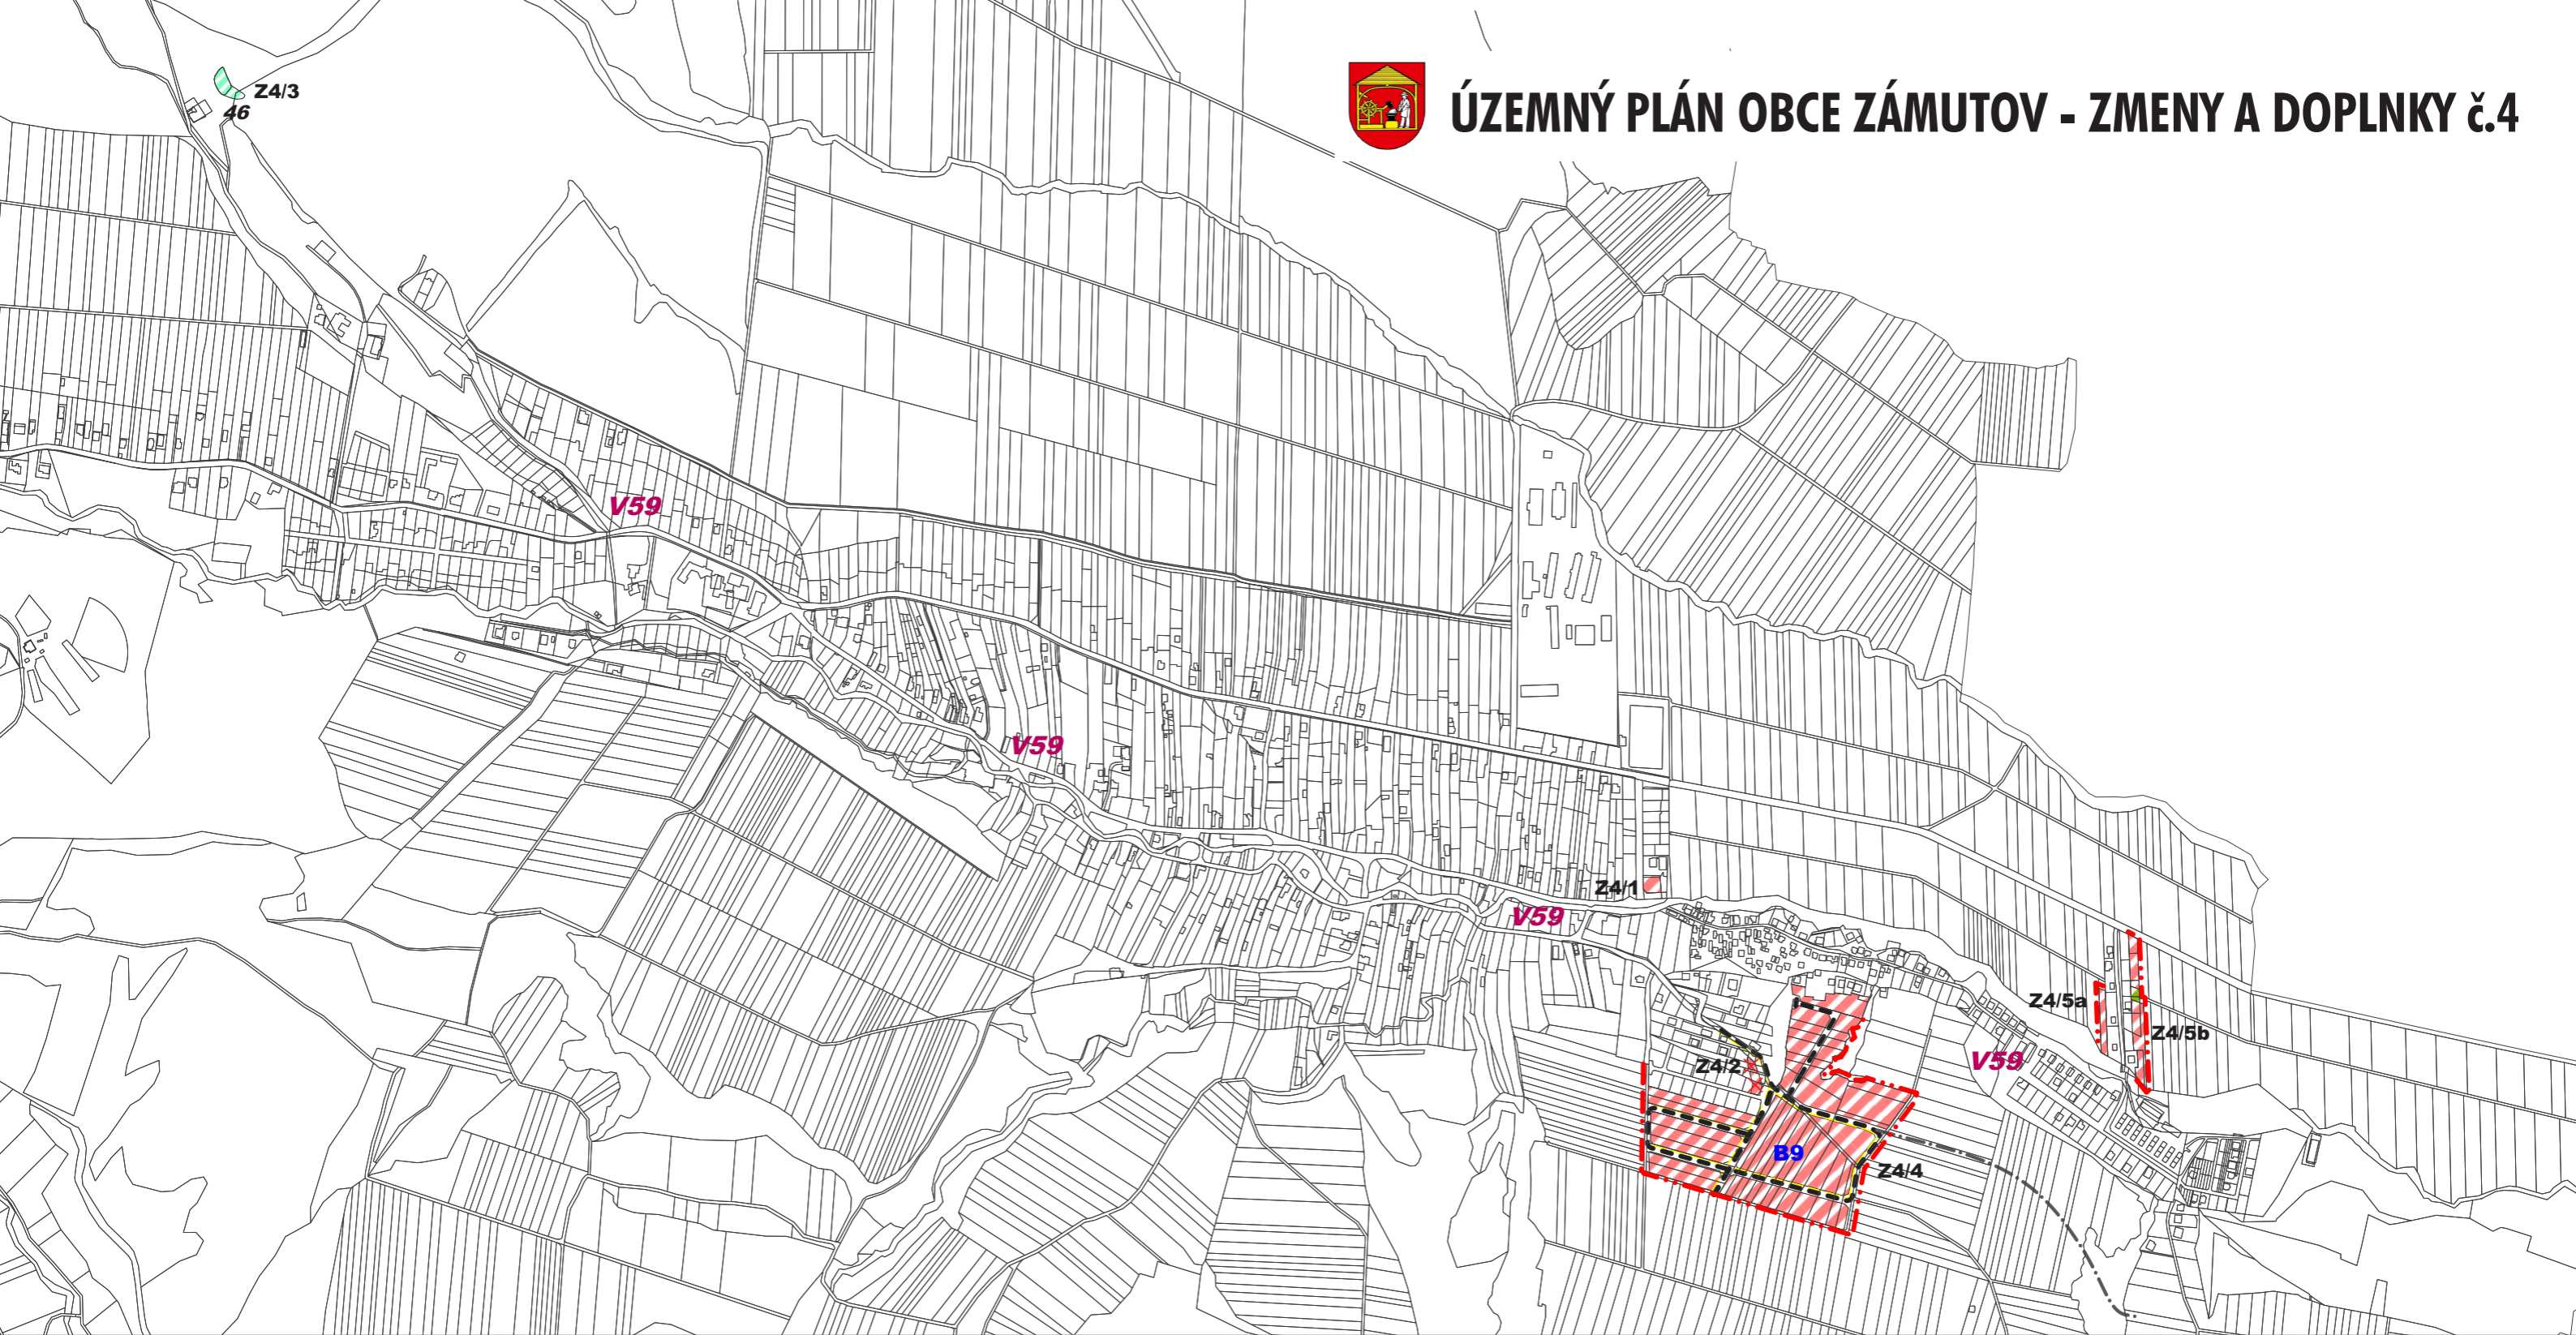 Z4/3
46
ÚZEMNÝ PLÁN OBCE ZÁMUTOV - ZMENY A DOPLNKY č.4
V59
V59
Z4/1
V59
Z4/5a
Z4/5b
V59
Z4/2
B9
Z4/4